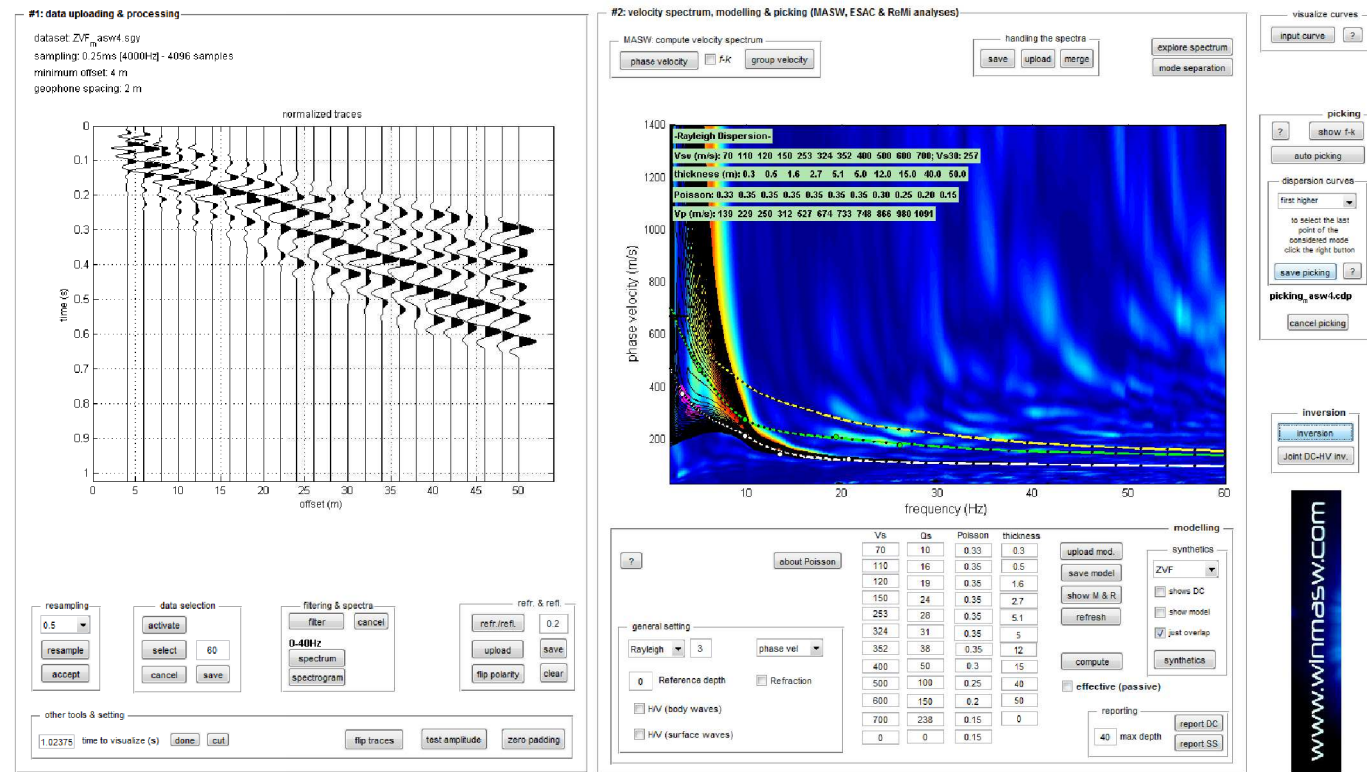 #1: data uploading & processing
dataset: ZVF_masw4.sgy
sampling: 0.25ms [4000Hz] - 4096 samples
minimum offset: 4 m
geophone spacing: 2 m
normalized traces
0
0.1
0.2
0.3
0.4
0.5
0.6
0.7
0.8
0.9
1
time (s)
0 5 10 15 20 25 30 35 40 45 50
offset (m)
resampling
0.5
resample
accept
data selection
activate
select 60
cancel save
filtering & spectra
filter cancel
0-40Hz
spectrum
spectrogram
refr. & refl.
refr./refl. 0.2
upload save
flip polarity clear
other tools & setting
1.02375 time to visualize (s) done cut
flip traces test amplitude zero padding
#2: velocity spectrum, modelling & picking (MASW, ESAC & ReMi analyses)
MASW: compute velocity spectrum
phase velocity f-k group velocity
handing the spectra
save upload merge
explore spectrum
mode separation
-Rayleigh Dispersion-
Vsv (m/s): 70 110 120 150 253 324 352 400 500 600 700; Vs30: 257
thickness (m): 0.3 0.5 1.6 2.7 5.1 5.0 12.0 15.0 40.0 50.0
Poisson: 0.33 0.35 0.35 0.35 0.35 0.35 0.35 0.30 0.25 0.20 0.15
Vp (m/s): 139 229 250 312 527 674 733 748 866 980 1091
1400
1200
1000
800
600
400
200
phase velocity (m/s)
10 20 30 40 50 60
frequency (Hz)
modelling
? about Poisson
general setting
Rayleigh 3 phase vel
0 Reference depth Refraction
H/V (body waves)
H/V (surface waves)
Vs Qs Poisson thickness
70 10 0.33 0.3
110 16 0.35 0.5
120 19 0.35 1.6
150 24 0.35 2.7
253 28 0.35 5.1
324 31 0.35 5
352 38 0.35 12
400 50 0.3 15
500 100 0.25 40
600 150 0.2 50
700 238 0.15 0
0 0 0.15
upload mod.
save model
show M & R
refresh
compute
effective (passive)
synthetics
ZVF
shows DC
show model
just overlap
synthetics
reporting
40 max depth
report DC
report SS
visualize curves
input curve ?
picking
? show f-k
auto picking
dispersion curves
first higher
to select the last
point of the
considered mode
click the right button
save picking ?
picking_masw4.cdp
cancel picking
inversion
inversion
Joint DC-HV inv.
www.winmasw.com